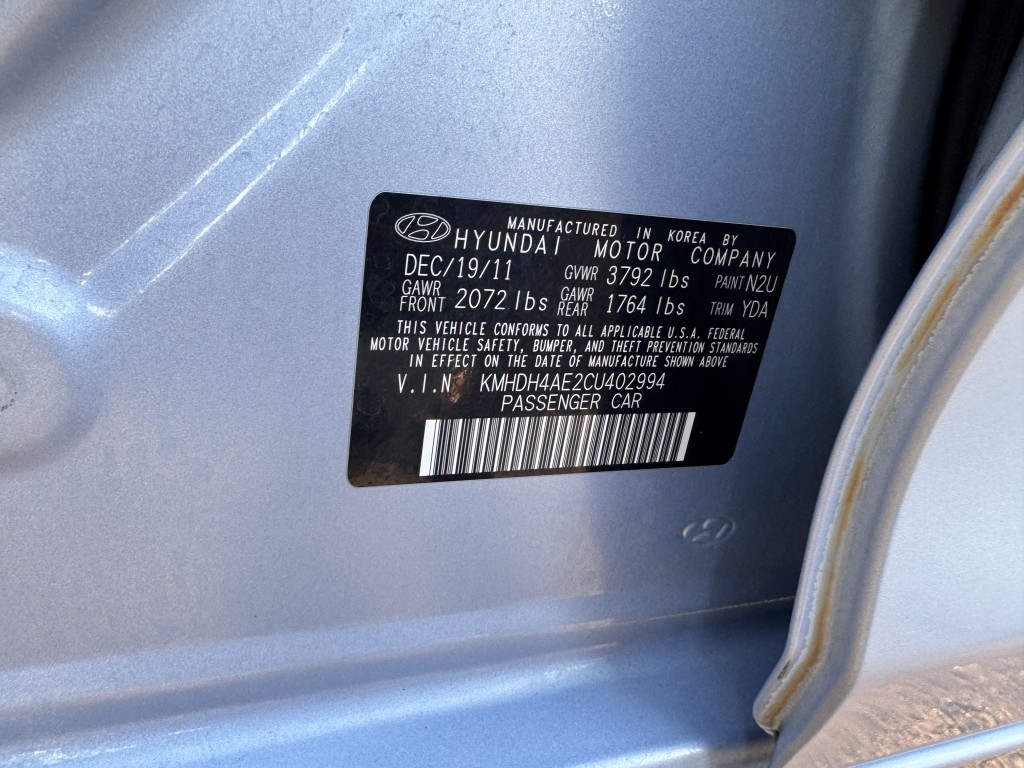 MANUFACTURED IN KOREA BY
HYUNDAI MOTOR COMPANY
DEC/19/11 GVWR 3792 lbs PAINT N2U
GAWR FRONT 2072 lbs GAWR REAR 1764 lbs TRIM YDA
THIS VEHICLE CONFORMS TO ALL APPLICABLE U.S.A. FEDERAL
MOTOR VEHICLE SAFETY, BUMPER, AND THEFT PREVENTION STANDARDS
IN EFFECT ON THE DATE OF MANUFACTURE SHOWN ABOVE
V.I.N KMHDH4AE2CU402994
PASSENGER CAR